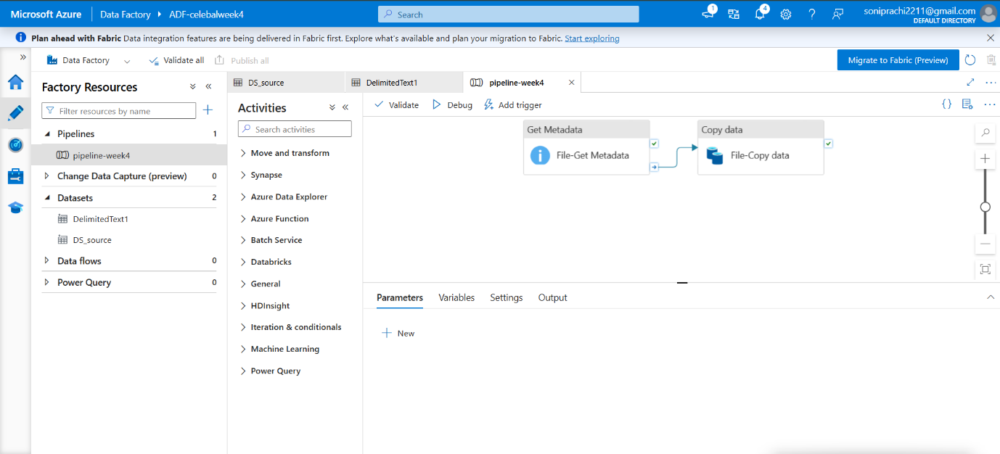 Microsoft Azure
Data Factory
ADF-celebalweek4
Search
1
4
soniprachi2211@gmail.com
DEFAULT DIRECTORY
Plan ahead with Fabric Data integration features are being delivered in Fabric first. Explore what's available and plan your migration to Fabric. Start exploring
Data Factory
Validate all
Publish all
Migrate to Fabric (Preview)
Factory Resources
Filter resources by name
Pipelines 1
pipeline-week4
Change Data Capture (preview) 0
Datasets 2
DelimitedText1
DS_source
Data flows 0
Power Query 0
DS_source
DelimitedText1
pipeline-week4
Activities
Search activities
Move and transform
Synapse
Azure Data Explorer
Azure Function
Batch Service
Databricks
General
HDInsight
Iteration & conditionals
Machine Learning
Power Query
Validate
Debug
Add trigger
Get Metadata
File-Get Metadata
Copy data
File-Copy data
Parameters
Variables
Settings
Output
New